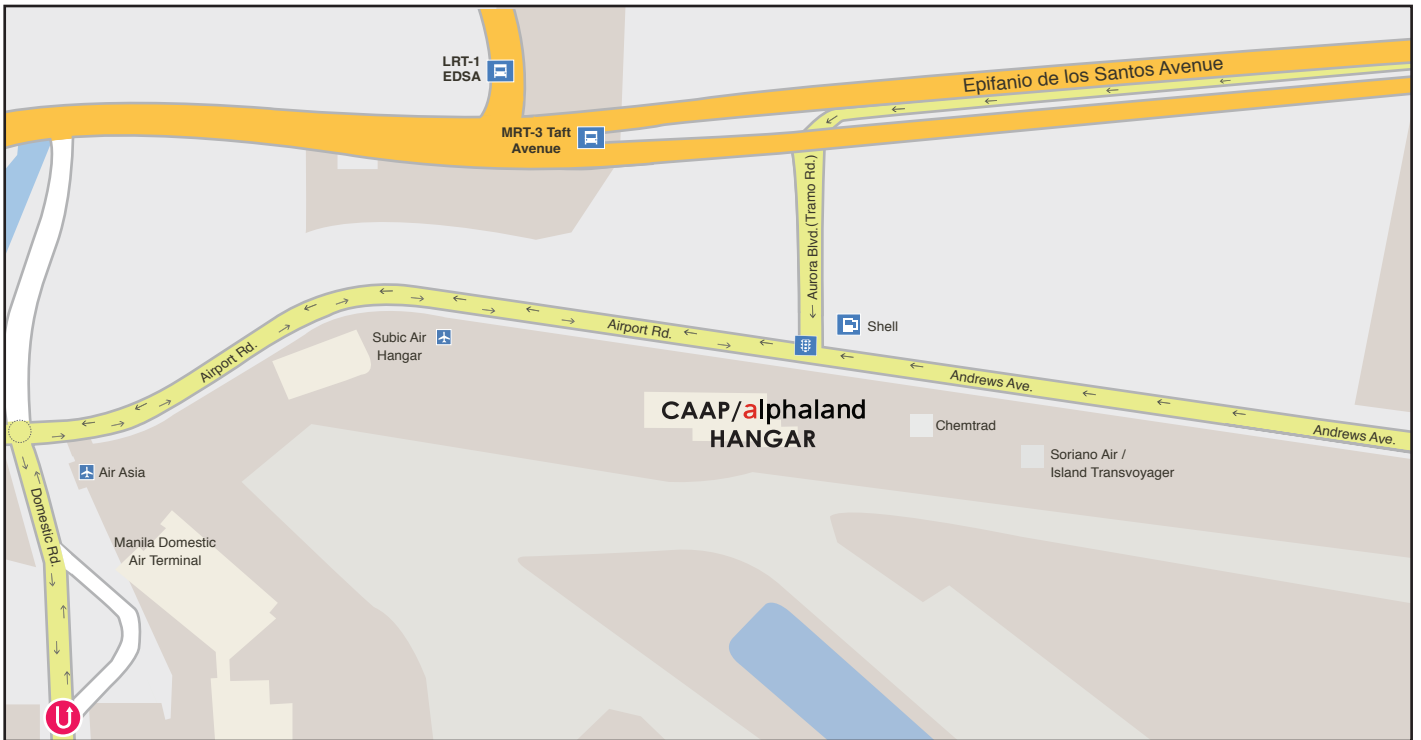 LRT-1
EDSA
Epifanio de los Santos Avenue
MRT-3 Taft
Avenue
Aurora Blvd.(Tramo Rd.)
Airport Rd.
Shell
Subic Air
Hangar
Airport Rd.
Andrews Ave.
CAAP/alphaland
HANGAR
Chemtrad
Andrews Ave.
Soriano Air /
Island Transvoyager
Air Asia
Domestic Rd.
Manila Domestic
Air Terminal
U